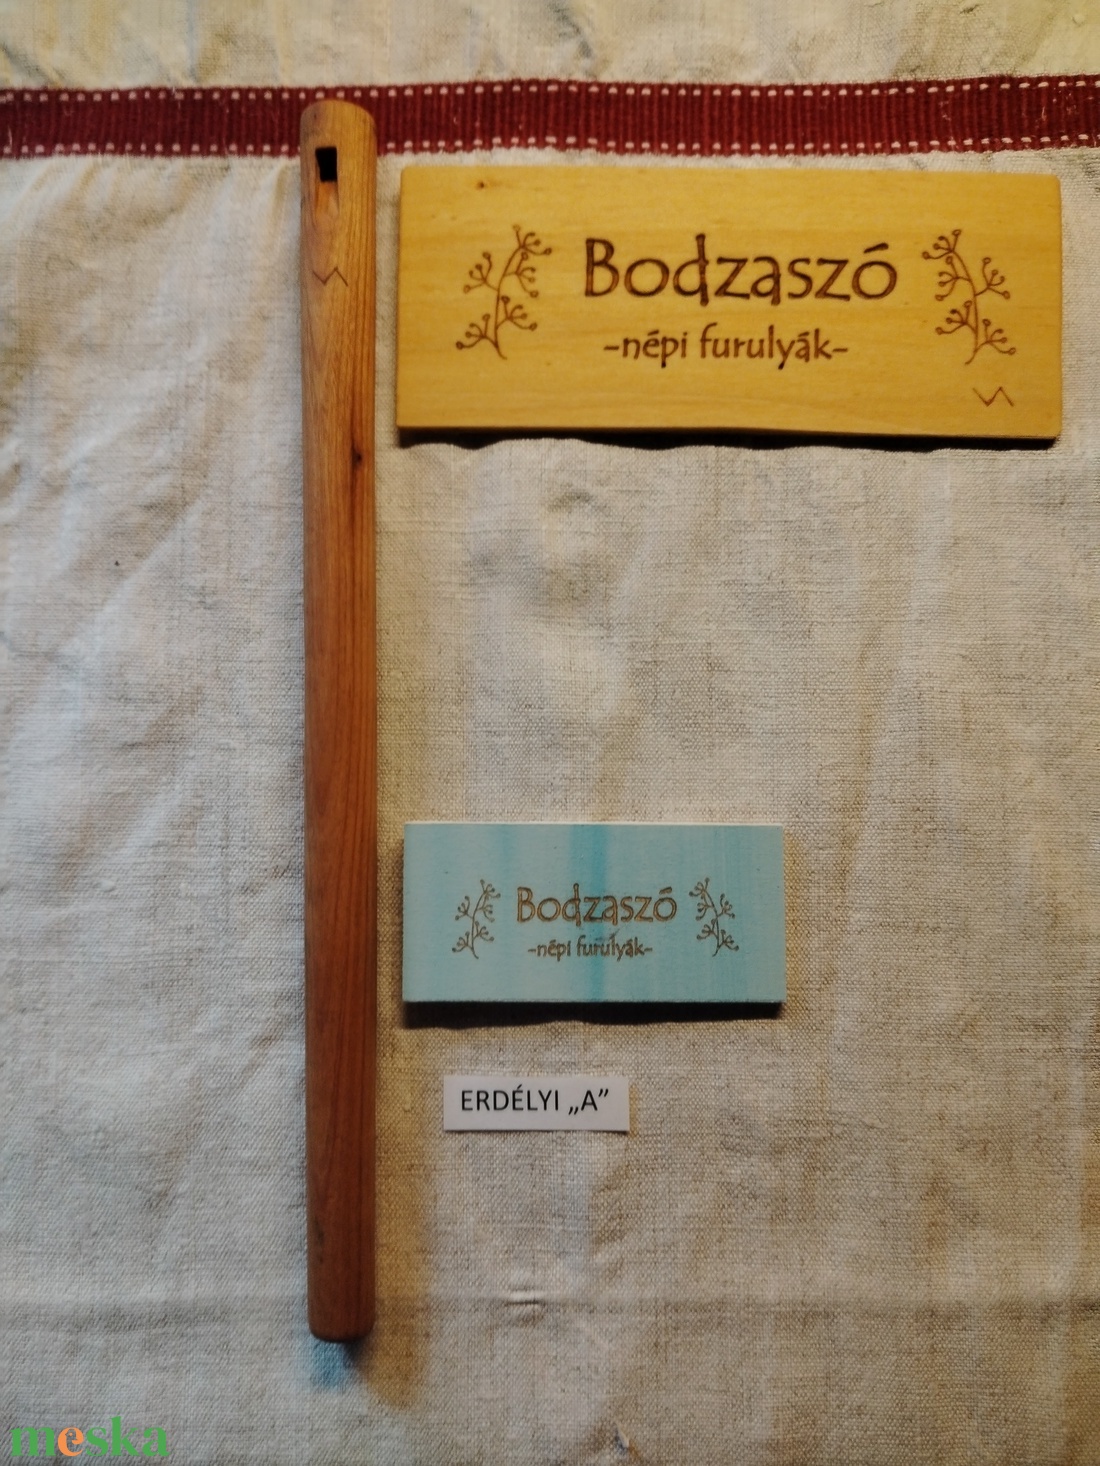 Bodzaszó
-népi furulyák-
Bodzaszó
-népi furulyák-
ERDÉLYI „A”
meska